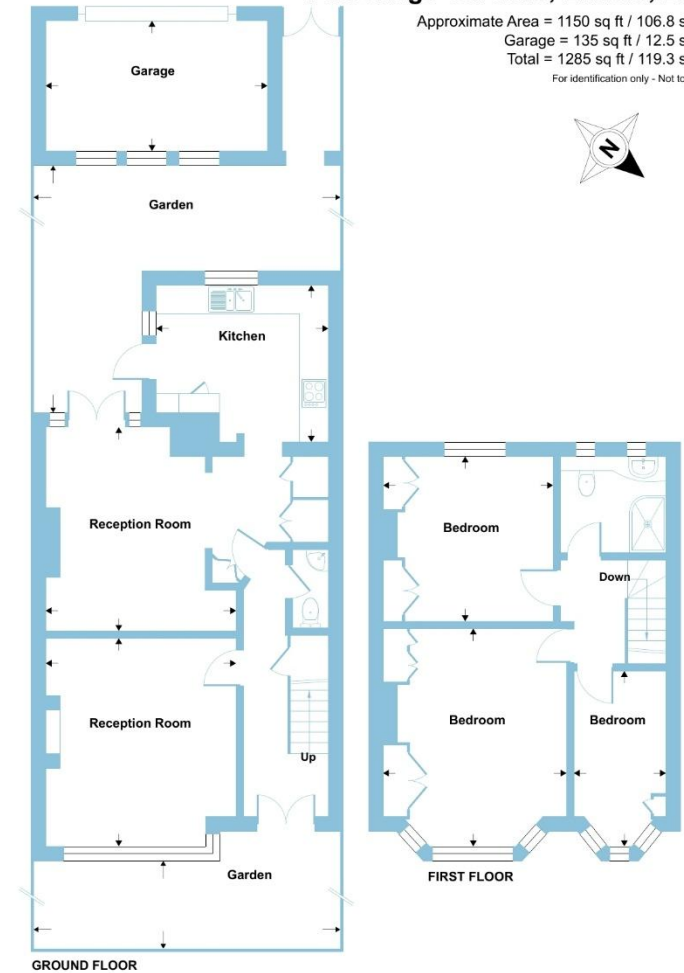 Approximate Area = 1150 sq ft / 106.8 s
Garage = 135 sq ft / 12.5 s
Total = 1285 sq ft / 119.3 s
For identification only - Not to
N
Garage
Garden
Kitchen
Reception Room
Reception Room
Up
Garden
GROUND FLOOR
Bedroom
Down
Bedroom
Bedroom
FIRST FLOOR